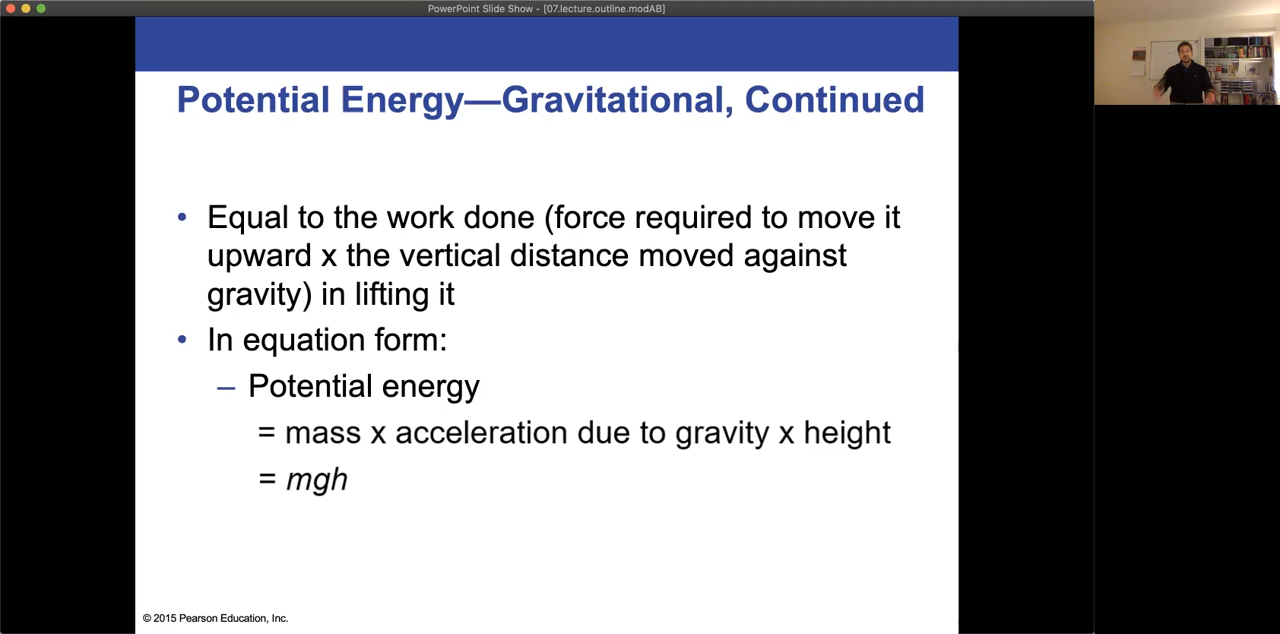 PowerPoint Slide Show - [07.lecture.outline.modAB]
Potential Energy—Gravitational, Continued
• Equal to the work done (force required to move it
upward x the vertical distance moved against
gravity) in lifting it
• In equation form:
– Potential energy
= mass x acceleration due to gravity x height
= mgh
© 2015 Pearson Education, Inc.